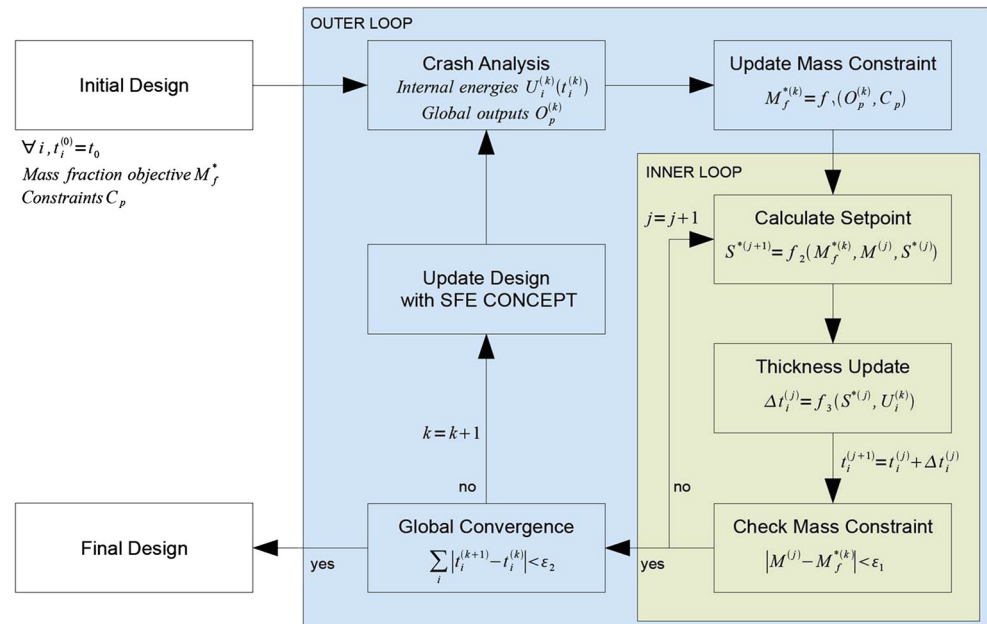 OUTER LOOP
Initial Design
∀ i , t_i^(0) = t_0
Mass fraction objective M_f^*
Constraints C_p
Crash Analysis
Internal energies U_i^(k)(t_i^(k))
Global outputs O_p^(k)
Update Mass Constraint
M_f^*(k) = f_1(O_p^(k), C_p)
INNER LOOP
j = j+1
Calculate Setpoint
S^*(j+1) = f_2(M_f^*(k), M^(j), S^*(j))
Update Design
with SFE CONCEPT
Thickness Update
Δt_i^(j) = f_3(S^*(j), U_i^(k))
k = k+1
t_i^(j+1) = t_i^(j) + Δt_i^(j)
no
no
Final Design
yes
Global Convergence
∑_i |t_i^(k+1) − t_i^(k)| < ε_2
yes
Check Mass Constraint
|M^(j) − M_f^*(k)| < ε_1